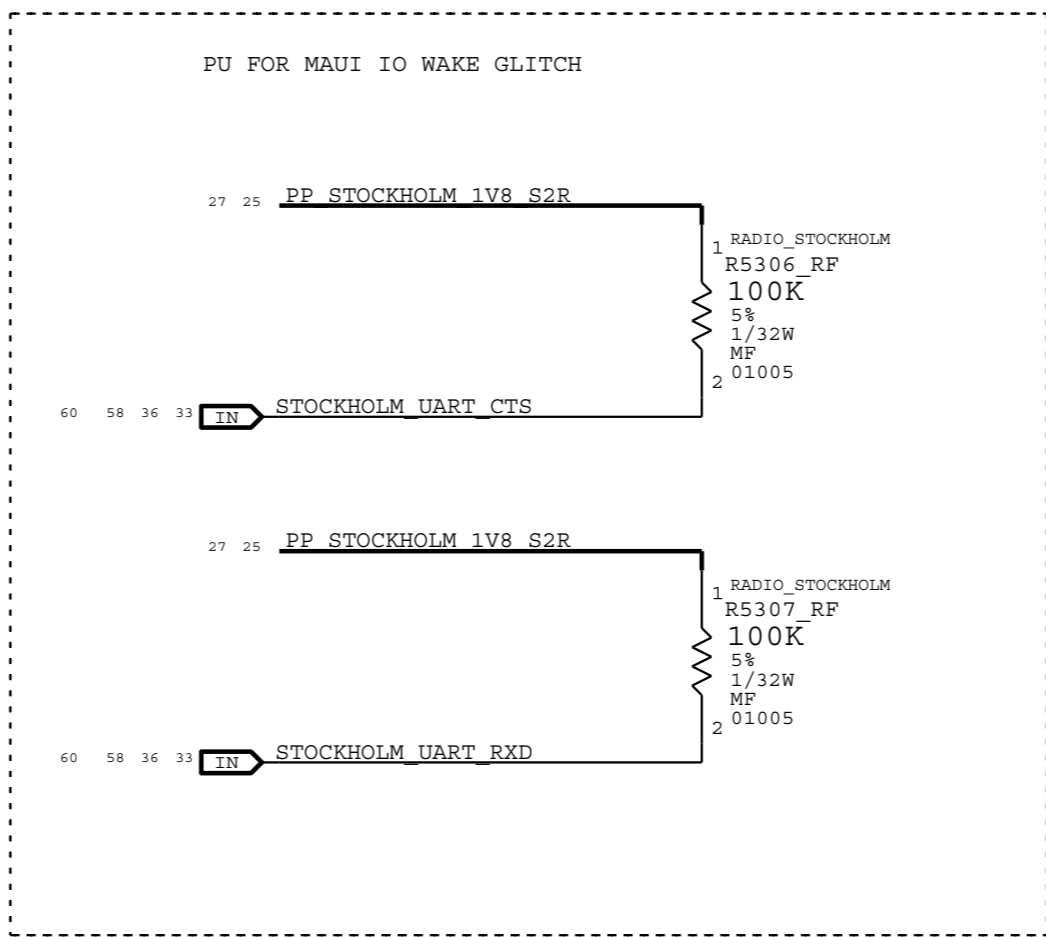 PU FOR MAUI IO WAKE GLITCH
27 25 PP_STOCKHOLM_1V8_S2R
1 RADIO_STOCKHOLM
R5306_RF
100K
5%
1/32W
MF
01005
2
60 58 36 33 IN STOCKHOLM_UART_CTS
27 25 PP_STOCKHOLM_1V8_S2R
1 RADIO_STOCKHOLM
R5307_RF
100K
5%
1/32W
MF
01005
2
60 58 36 33 IN STOCKHOLM_UART_RXD